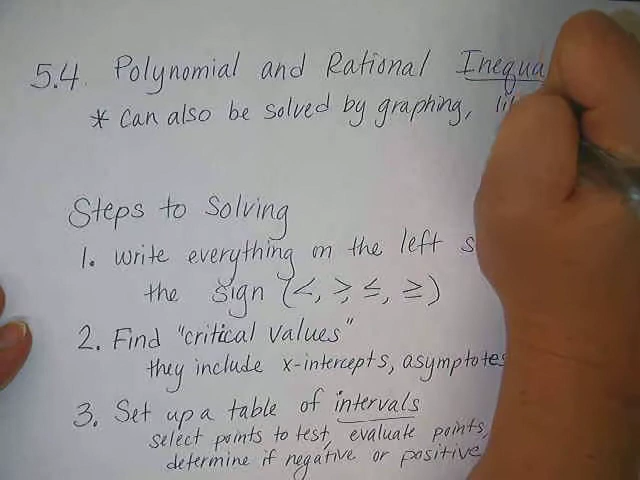 5.4. Polynomial and Rational Inequa
* can also be solved by graphing,
Steps to Solving
1. write everything on the left
the sign (<, >, ≤, ≥)
2. Find "critical values"
they include x-intercepts, asymptotes
3. Set up a table of intervals
select points to test, evaluate points,
determine if negative or positive